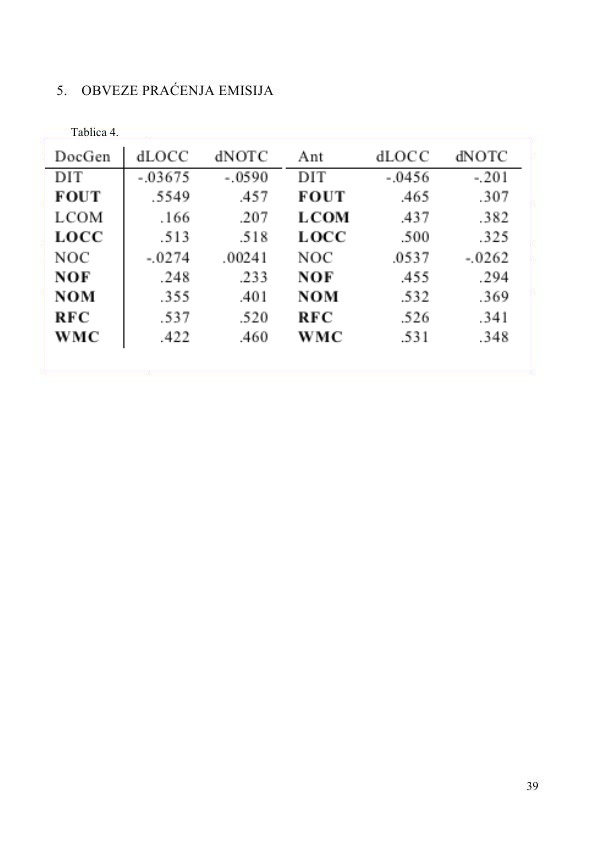 5. OBVEZE PRAĆENJA EMISIJA
Tablica 4.
DocGen dLOCC dNOTC Ant dLOCC dNOTC
DIT -.03675 -.0590 DIT -.0456 -.201
FOUT .5549 .457 FOUT .465 .307
LCOM .166 .207 LCOM .437 .382
LOCC .513 .518 LOCC .500 .325
NOC -.0274 .00241 NOC .0537 -.0262
NOF .248 .233 NOF .455 .294
NOM .355 .401 NOM .532 .369
RFC .537 .520 RFC .526 .341
WMC .422 .460 WMC .531 .348
39